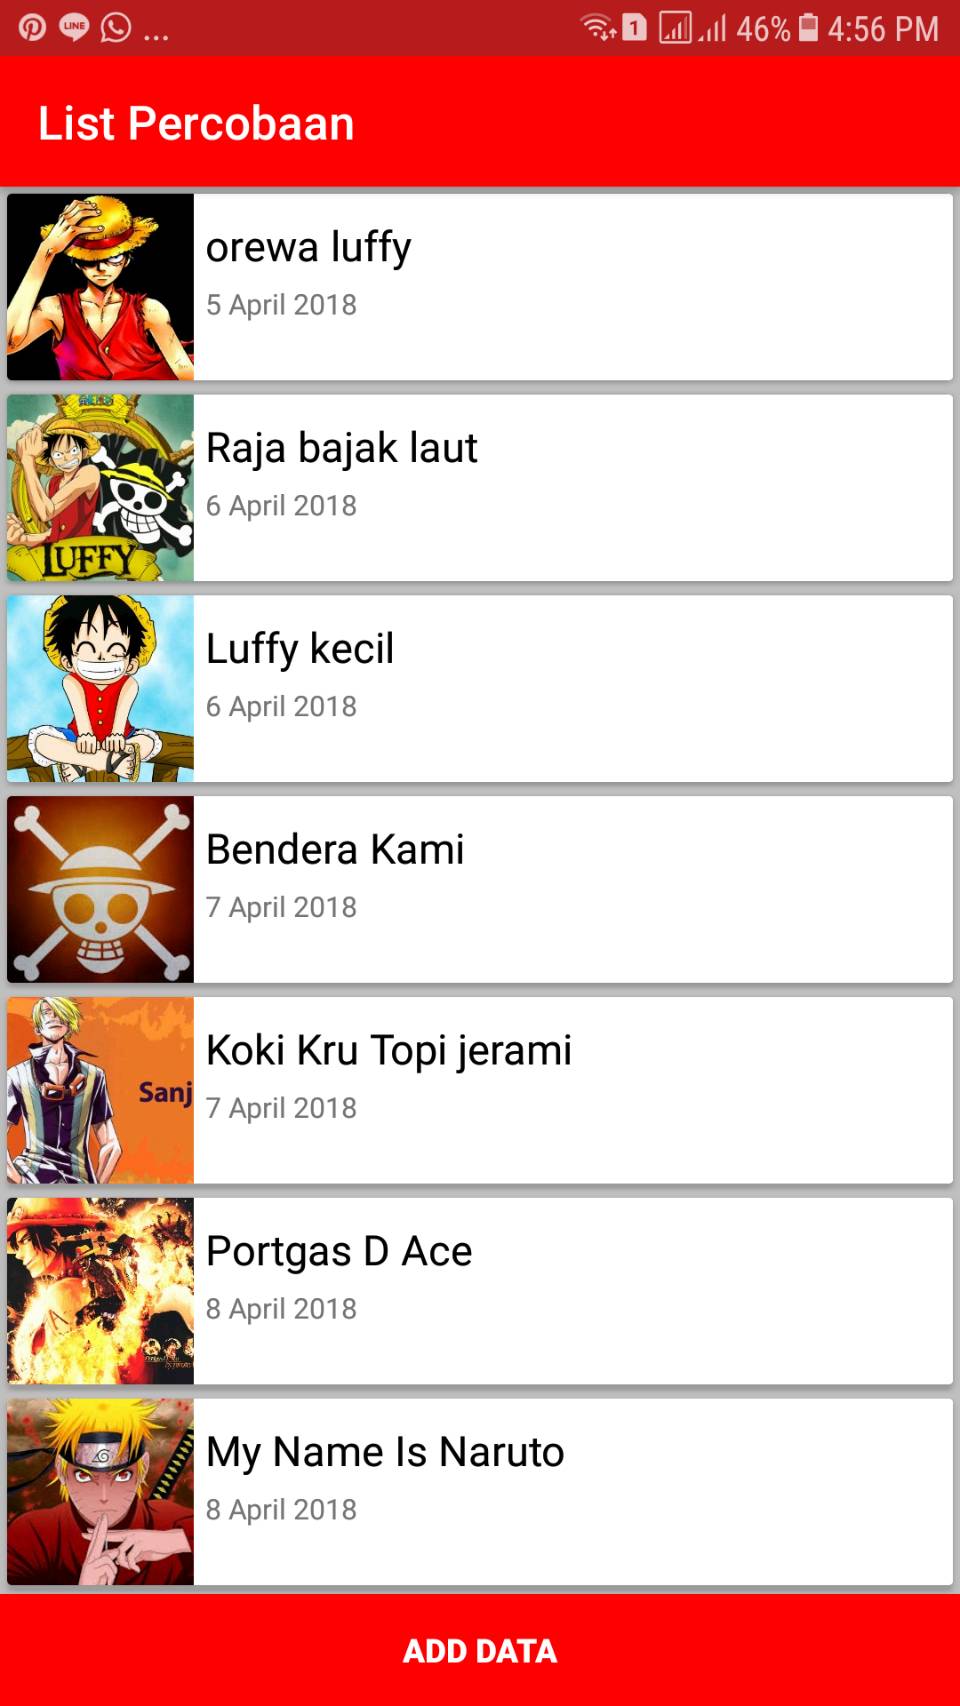 LINE
... 1 46% 4:56 PM
List Percobaan
orewa luffy
5 April 2018
Raja bajak laut
6 April 2018
LUFFY
Luffy kecil
6 April 2018
Bendera Kami
7 April 2018
Koki Kru Topi jerami
Sanj
7 April 2018
Portgas D Ace
8 April 2018
My Name Is Naruto
8 April 2018
ADD DATA